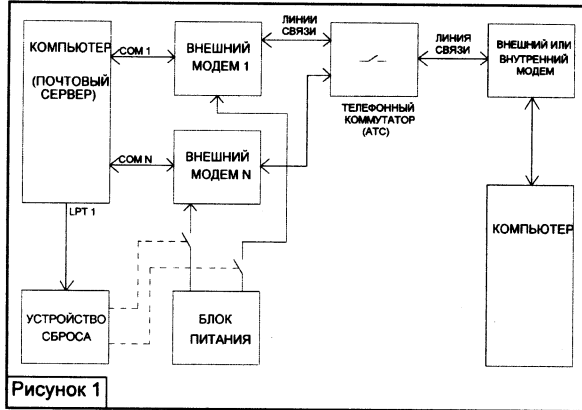 КОМПЬЮТЕР
(ПОЧТОВЫЙ
СЕРВЕР)
COM 1
ВНЕШНИЙ
МОДЕМ 1
ЛИНИИ
СВЯЗИ
ТЕЛЕФОННЫЙ
КОММУТАТОР
(АТС)
ЛИНИЯ
СВЯЗИ
ВНЕШНИЙ ИЛИ
ВНУТРЕННИЙ
МОДЕМ
COM N
ВНЕШНИЙ
МОДЕМ N
LPT 1
КОМПЬЮТЕР
УСТРОЙСТВО
СБРОСА
БЛОК
ПИТАНИЯ
Рисунок 1